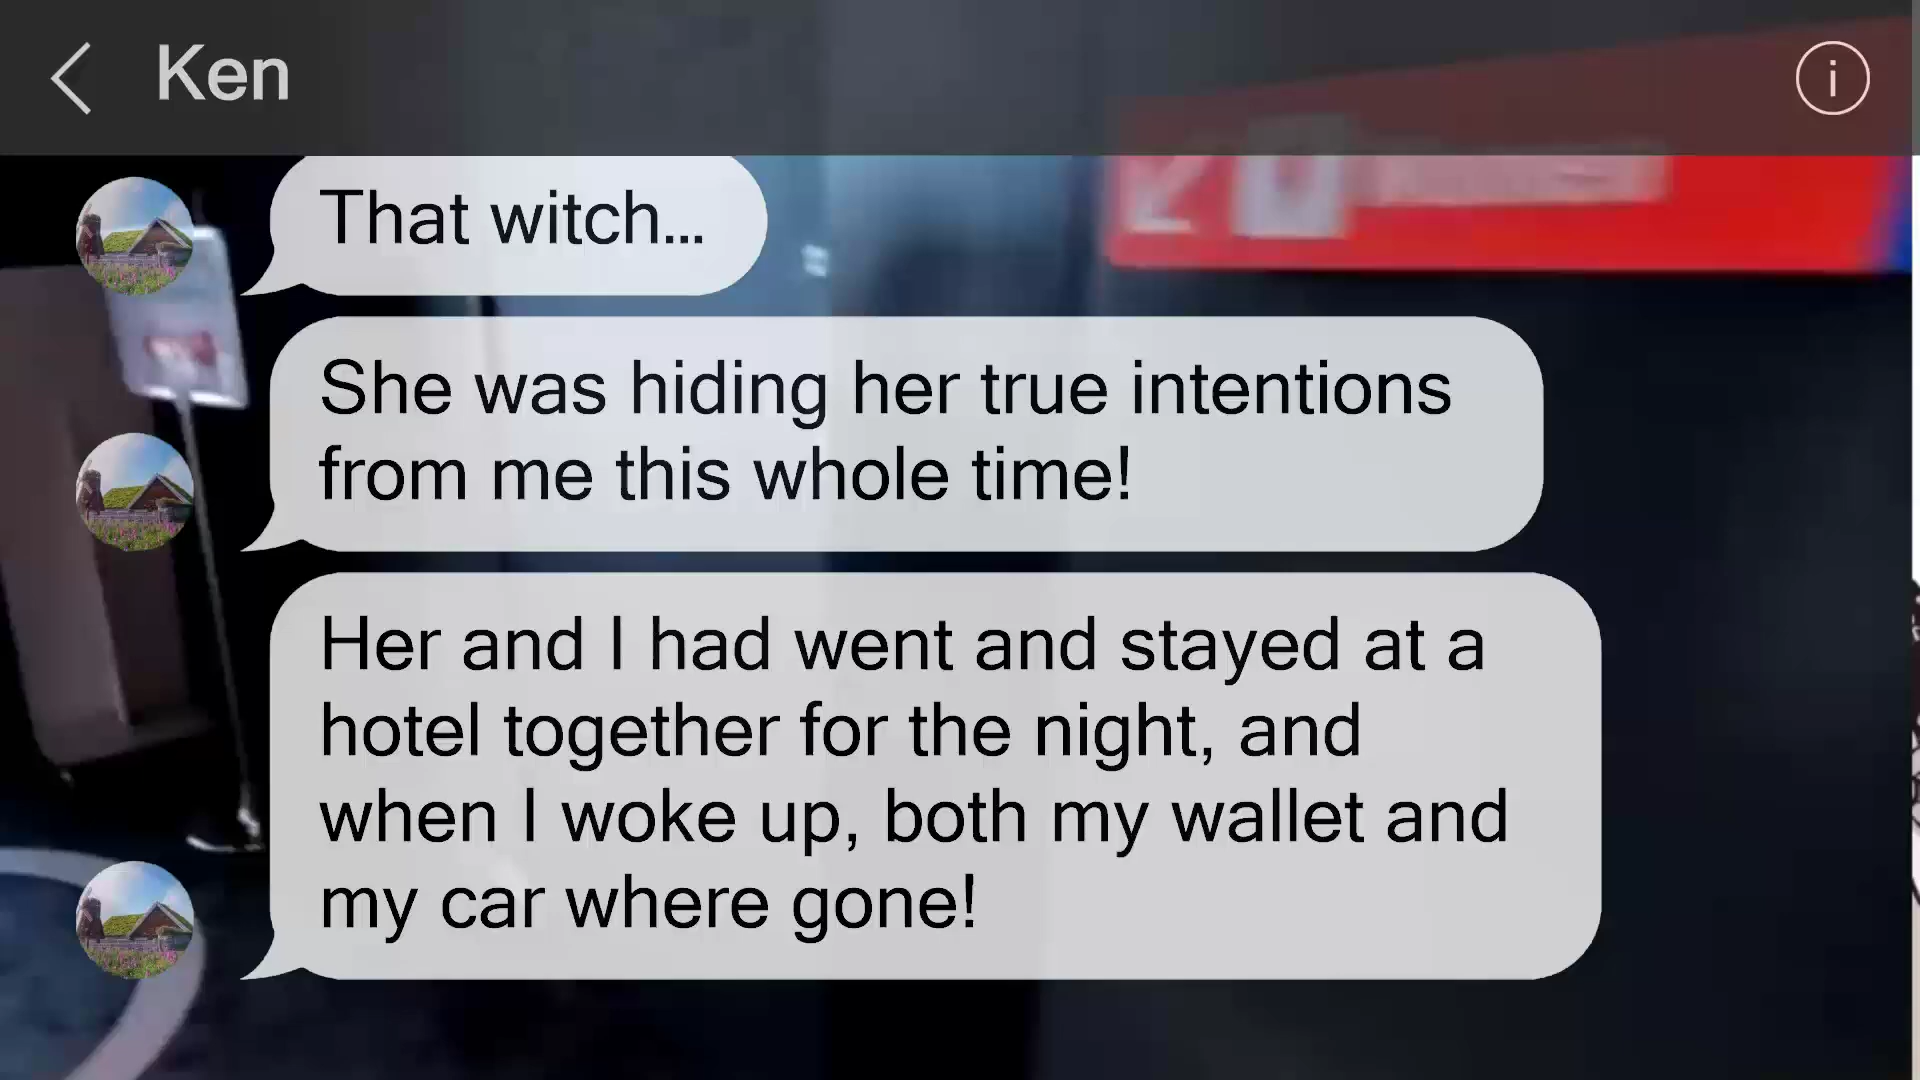 Ken
That witch...
She was hiding her true intentions
from me this whole time!
Her and I had went and stayed at a
hotel together for the night, and
when I woke up, both my wallet and
my car where gone!